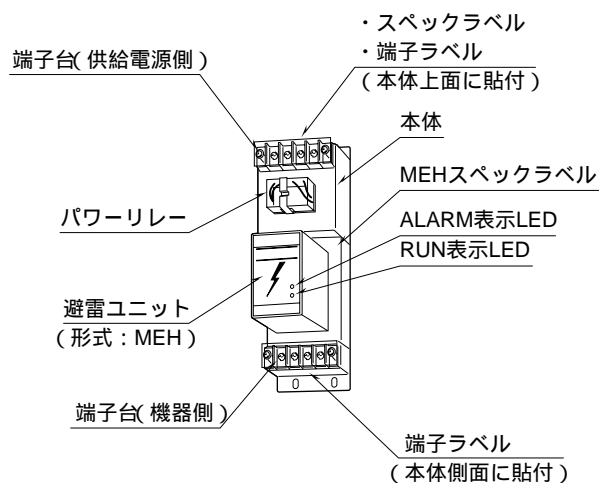 ・スペックラベル
・端子ラベル
（本体上面に貼付）
端子台（供給電源側）
本体
MEHスペックラベル
パワーリレー
ALARM表示LED
RUN表示LED
避雷ユニット
（形式：MEH）
端子台（機器側）
端子ラベル
（本体側面に貼付）